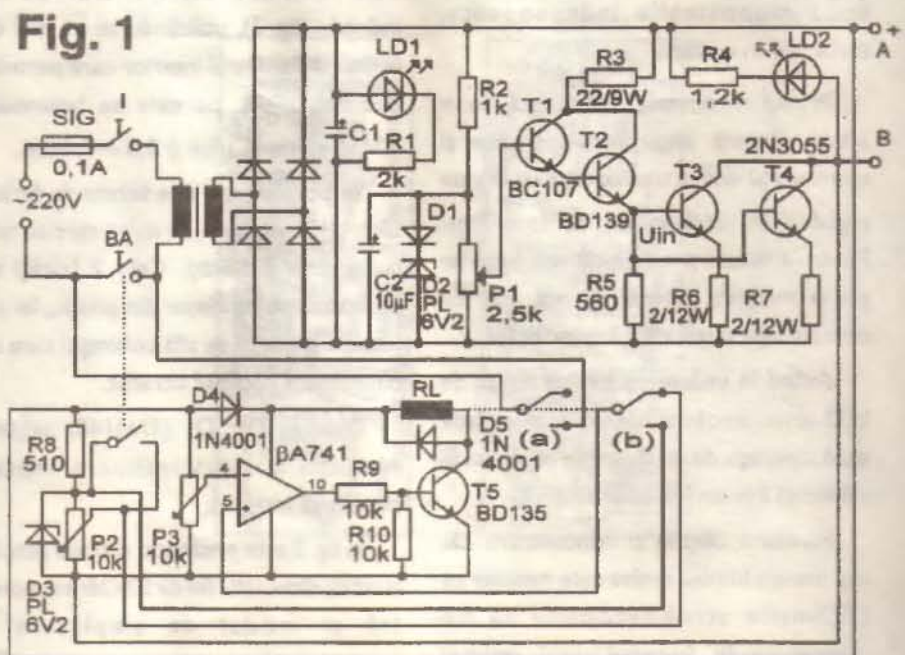 Fig. 1
I
SIG
0,1A
~220V
BA
LD1
C1
R1
2k
C2
10µF
D1
D2
PL
6V2
R2
1k
P1
2,5k
T1
BC107
T2
BD139
R3
22/9W
R4
1,2k
LD2
+
A
B
2N3055
T3
T4
Uin
R5
560
R6
2/12W
R7
2/12W
D4
1N4001
βA741
4
5
10
R8
510
P2
10k
D3
PL
6V2
P3
10k
R9
10k
R10
10k
RL
D5
1N
4001
T5
BD135
(a)
(b)